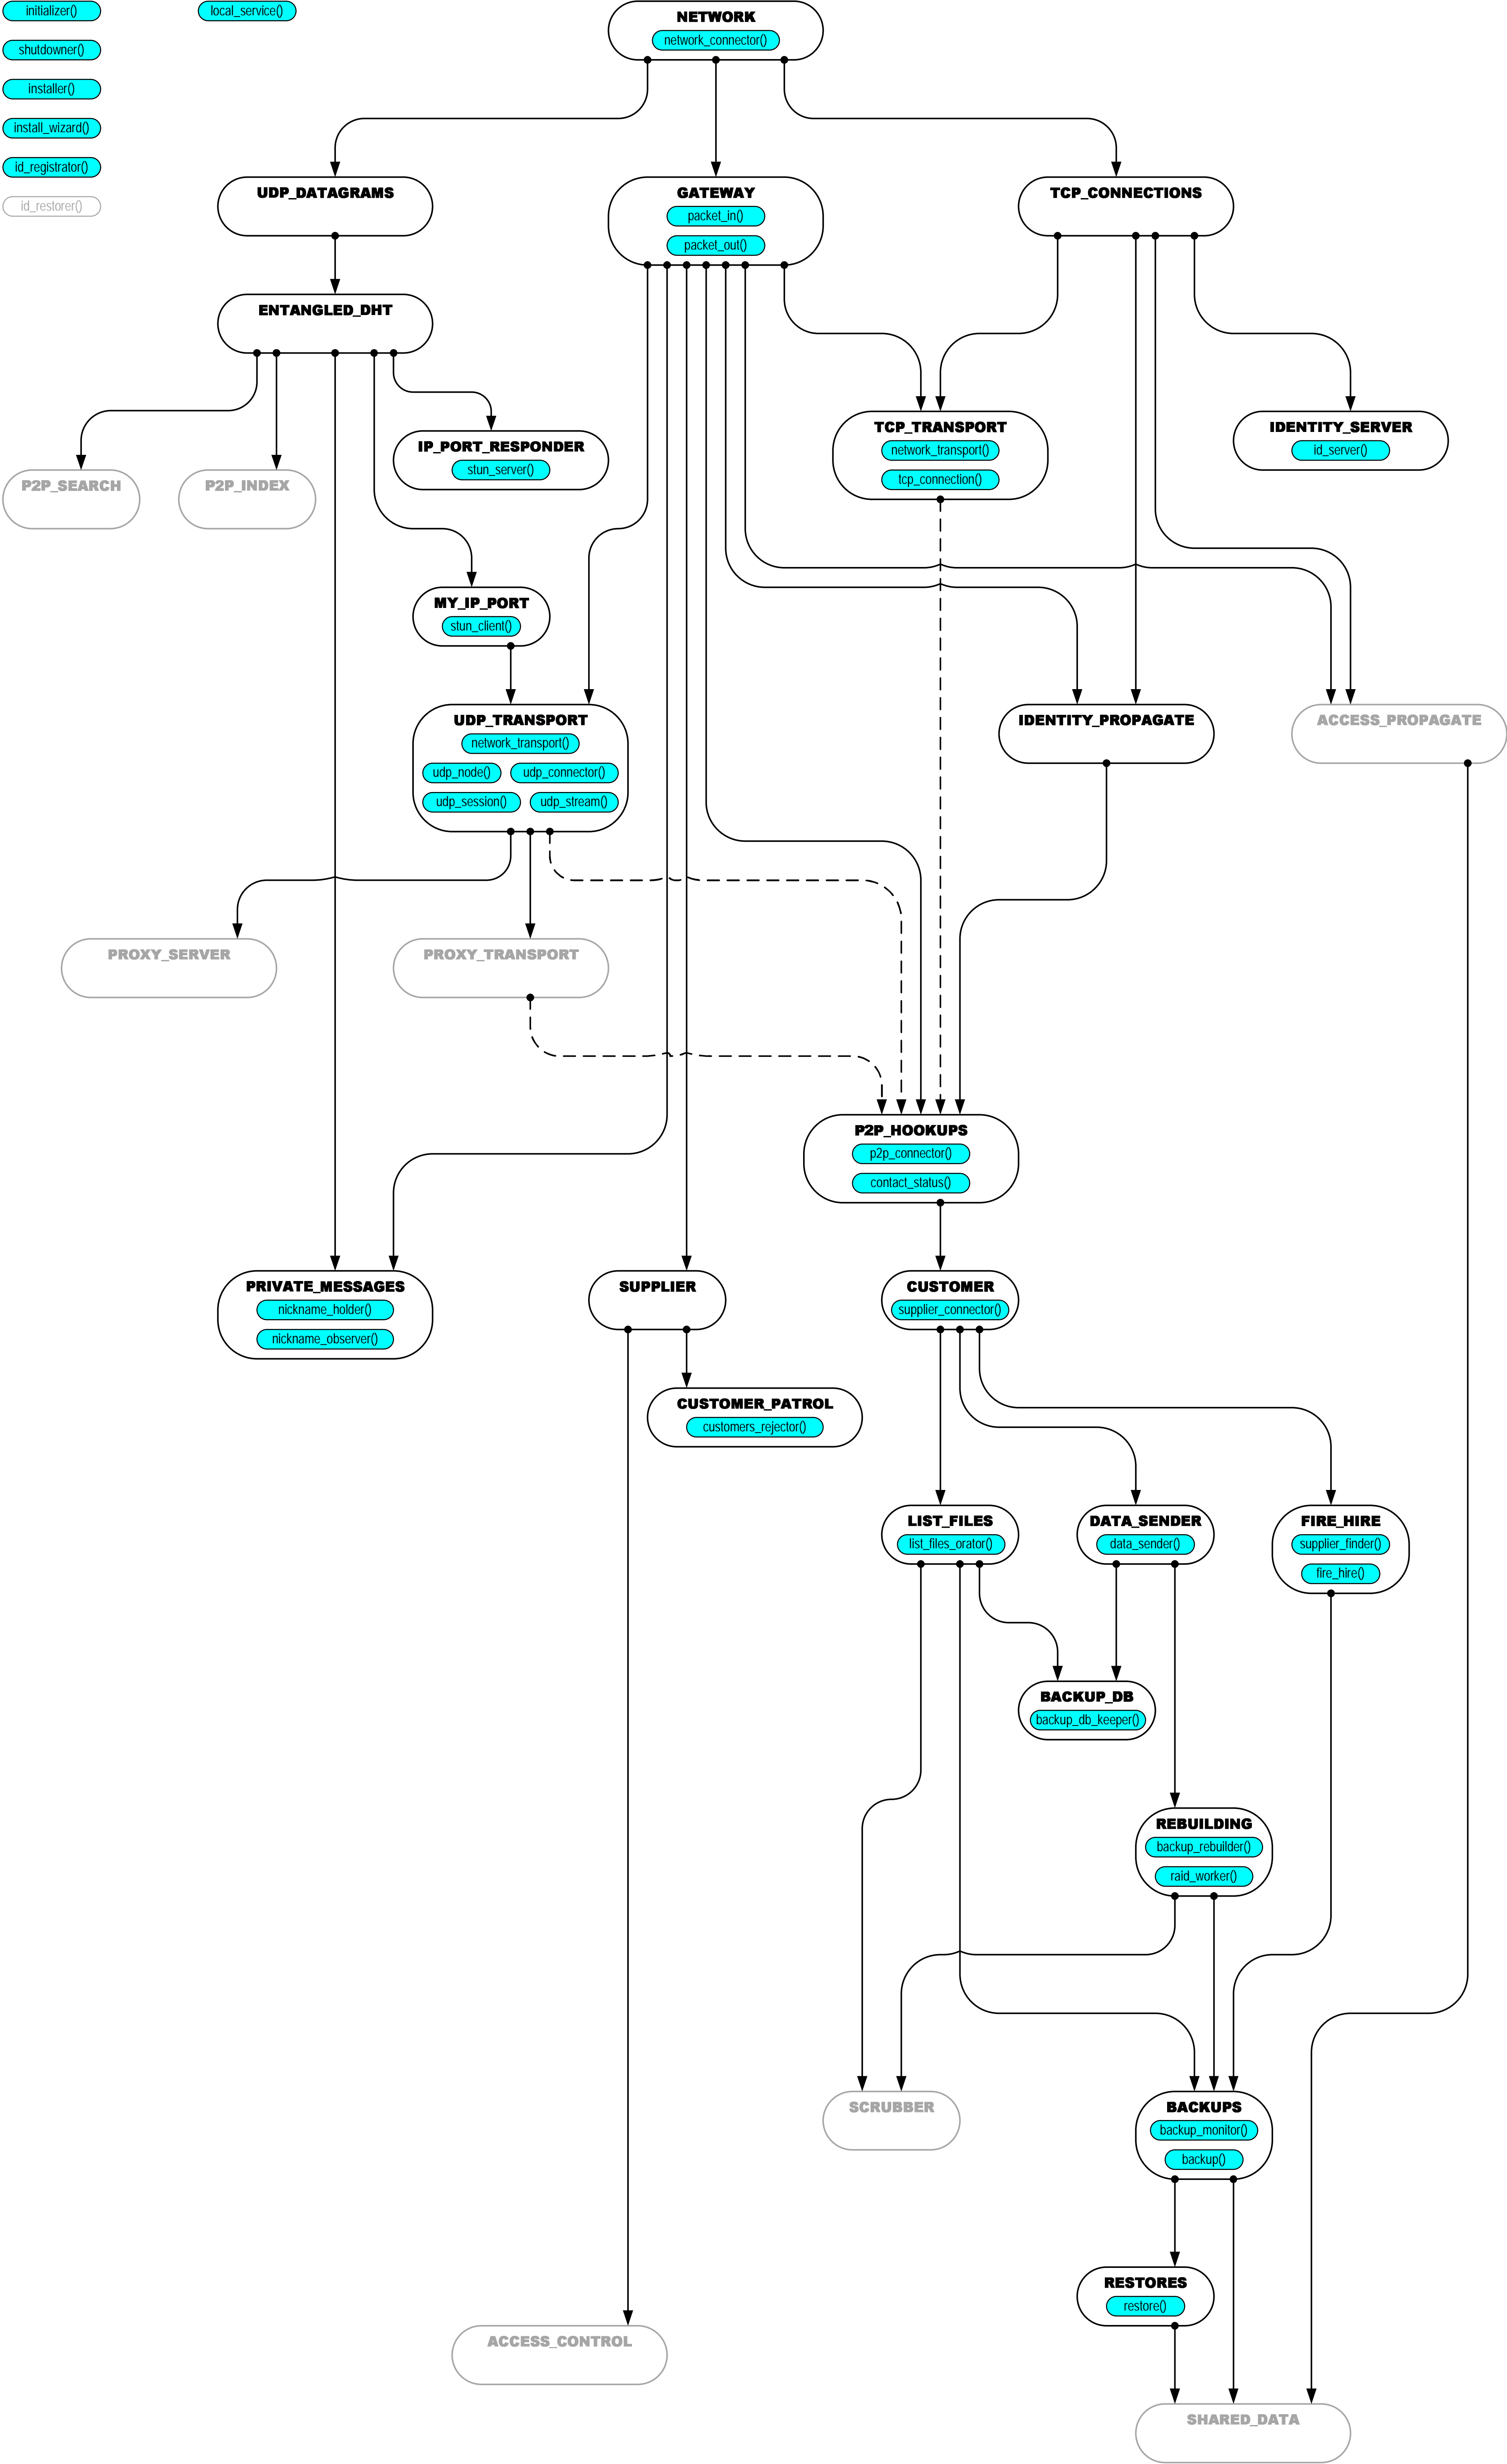 initializer()
local_service()
shutdowner()
installer()
install_wizard()
id_registrator()
id_restorer()
NETWORK
network_connector()
UDP_DATAGRAMS
GATEWAY
packet_in()
packet_out()
TCP_CONNECTIONS
ENTANGLED_DHT
TCP_TRANSPORT
network_transport()
tcp_connection()
IDENTITY_SERVER
id_server()
IP_PORT_RESPONDER
stun_server()
P2P_SEARCH
P2P_INDEX
MY_IP_PORT
stun_client()
UDP_TRANSPORT
network_transport()
udp_node()
udp_connector()
udp_session()
udp_stream()
IDENTITY_PROPAGATE
ACCESS_PROPAGATE
PROXY_SERVER
PROXY_TRANSPORT
P2P_HOOKUPS
p2p_connector()
contact_status()
PRIVATE_MESSAGES
nickname_holder()
nickname_observer()
SUPPLIER
CUSTOMER
supplier_connector()
CUSTOMER_PATROL
customers_rejector()
LIST_FILES
list_files_orator()
DATA_SENDER
data_sender()
FIRE_HIRE
supplier_finder()
fire_hire()
BACKUP_DB
backup_db_keeper()
REBUILDING
backup_rebuilder()
raid_worker()
SCRUBBER
BACKUPS
backup_monitor()
backup()
RESTORES
restore()
ACCESS_CONTROL
SHARED_DATA